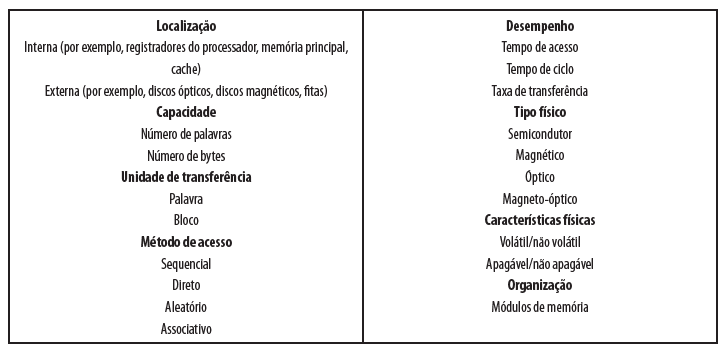 Localização
Interna (por exemplo, registradores do processador, memória principal,
cache)
Externa (por exemplo, discos ópticos, discos magnéticos, fitas)
Capacidade
Número de palavras
Número de bytes
Unidade de transferência
Palavra
Bloco
Método de acesso
Sequencial
Direto
Aleatório
Associativo
Desempenho
Tempo de acesso
Tempo de ciclo
Taxa de transferência
Tipo físico
Semicondutor
Magnético
Óptico
Magneto-óptico
Características físicas
Volátil/não volátil
Apagável/não apagável
Organização
Módulos de memória